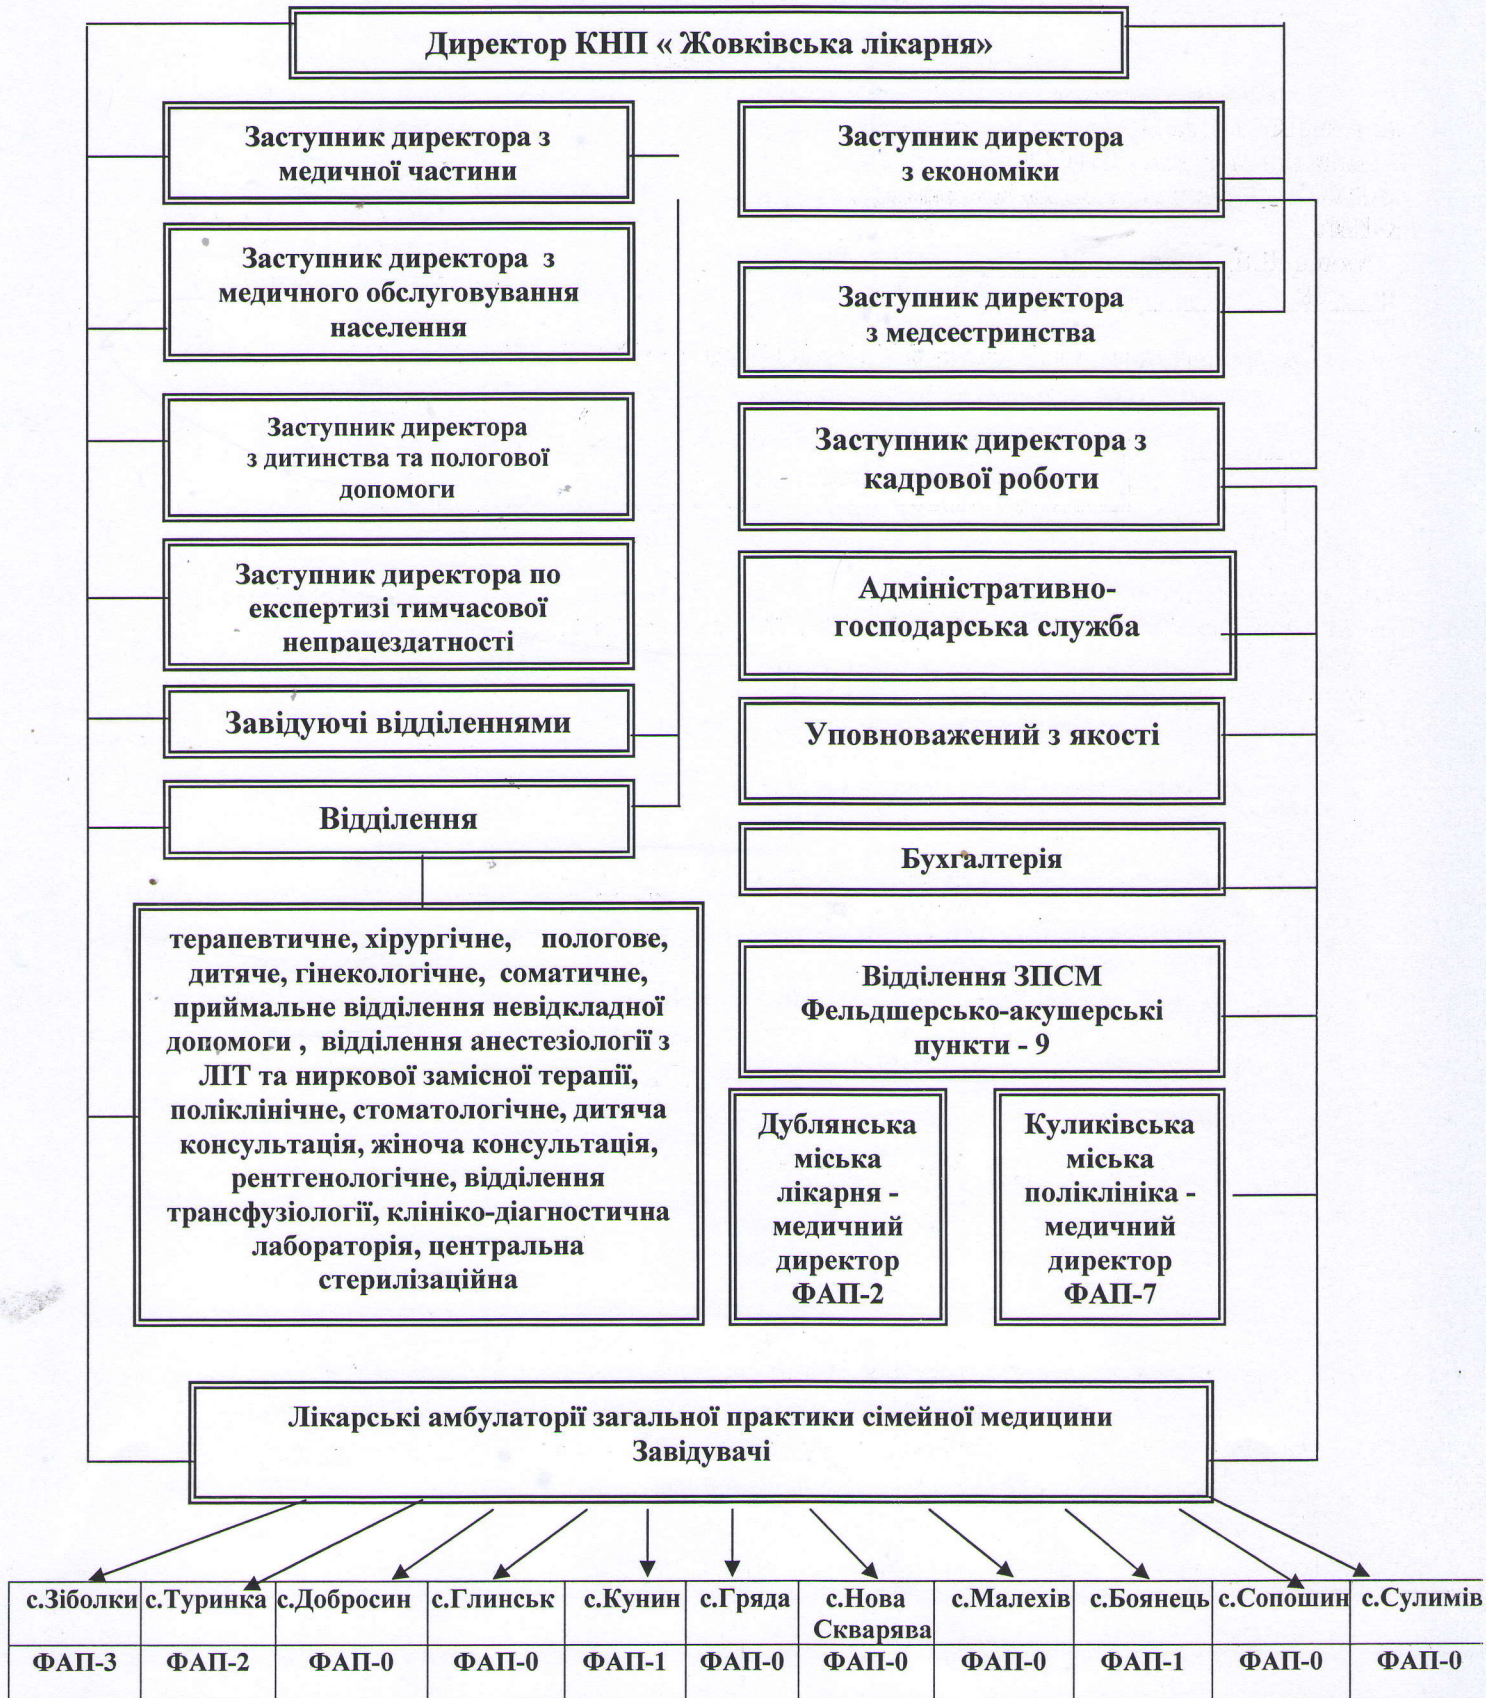 Директор КНП « Жовківська лікарня»
Заступник директора з
медичної частини
Заступник директора з
медичного обслуговування
населення
Заступник директора
з дитинства та пологової
допомоги
Заступник директора по
експертизі тимчасової
непрацездатності
Завідуючі відділеннями
Відділення
терапевтичне, хірургічне, пологове,
дитяче, гінекологічне, соматичне,
приймальне відділення невідкладної
допомоги , відділення анестезіології з
ЛІТ та ниркової замісної терапії,
поліклінічне, стоматологічне, дитяча
консультація, жіноча консультація,
рентгенологічне, відділення
трансфузіології, клініко-діагностична
лабораторія, центральна
стерилізаційна
Заступник директора
з економіки
Заступник директора
з медсестринства
Заступник директора з
кадрової роботи
Адміністративно-
господарська служба
Уповноважений з якості
Бухгалтерія
Відділення ЗПСМ
Фельдшерсько-акушерські
пункти - 9
Дублянська
міська
лікарня -
медичний
директор
ФАП-2
Куликівська
міська
поліклініка -
медичний
директор
ФАП-7
Лікарські амбулаторії загальної практики сімейної медицини
Завідувачі
с.Зіболки с.Туринка с.Добросин с.Глинськ с.Кунин с.Гряда с.Нова с.Малехів с.Боянець с.Сопошин с.Сулимів
Скварява
ФАП-3 ФАП-2 ФАП-0 ФАП-0 ФАП-1 ФАП-0 ФАП-0 ФАП-0 ФАП-1 ФАП-0 ФАП-0